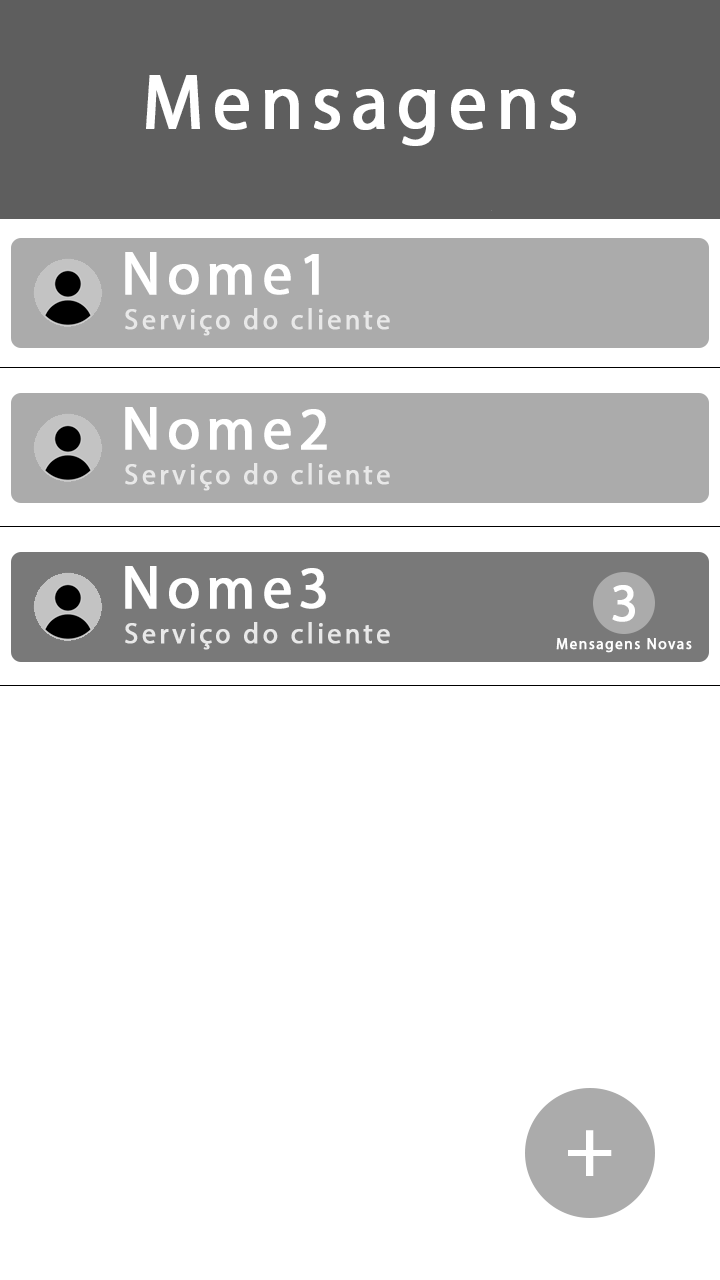 Mensagens
Nome1
Serviço do cliente
Nome2
Serviço do cliente
Nome3
Serviço do cliente
3
Mensagens Novas
+